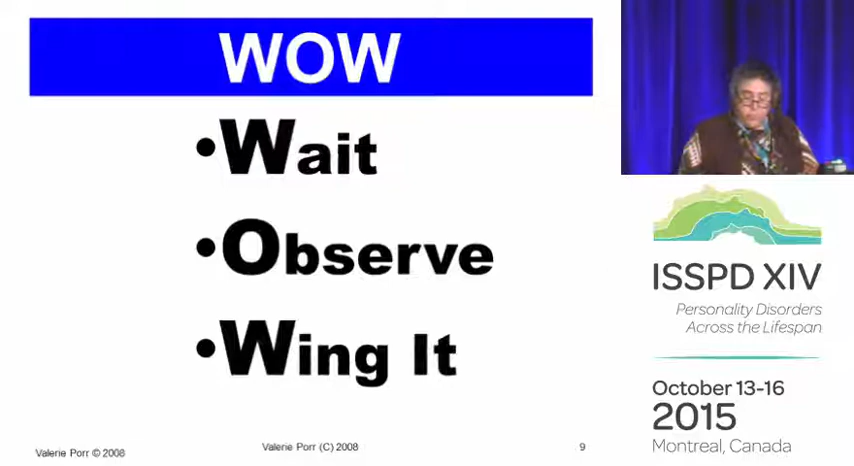 WOW
•Wait
•Observe
•Wing It
Valerie Porr © 2008
Valerie Porr (C) 2008
9
ISSPD XIV
Personality Disorders
Across the Lifespan
October 13-16
2015
Montreal, Canada